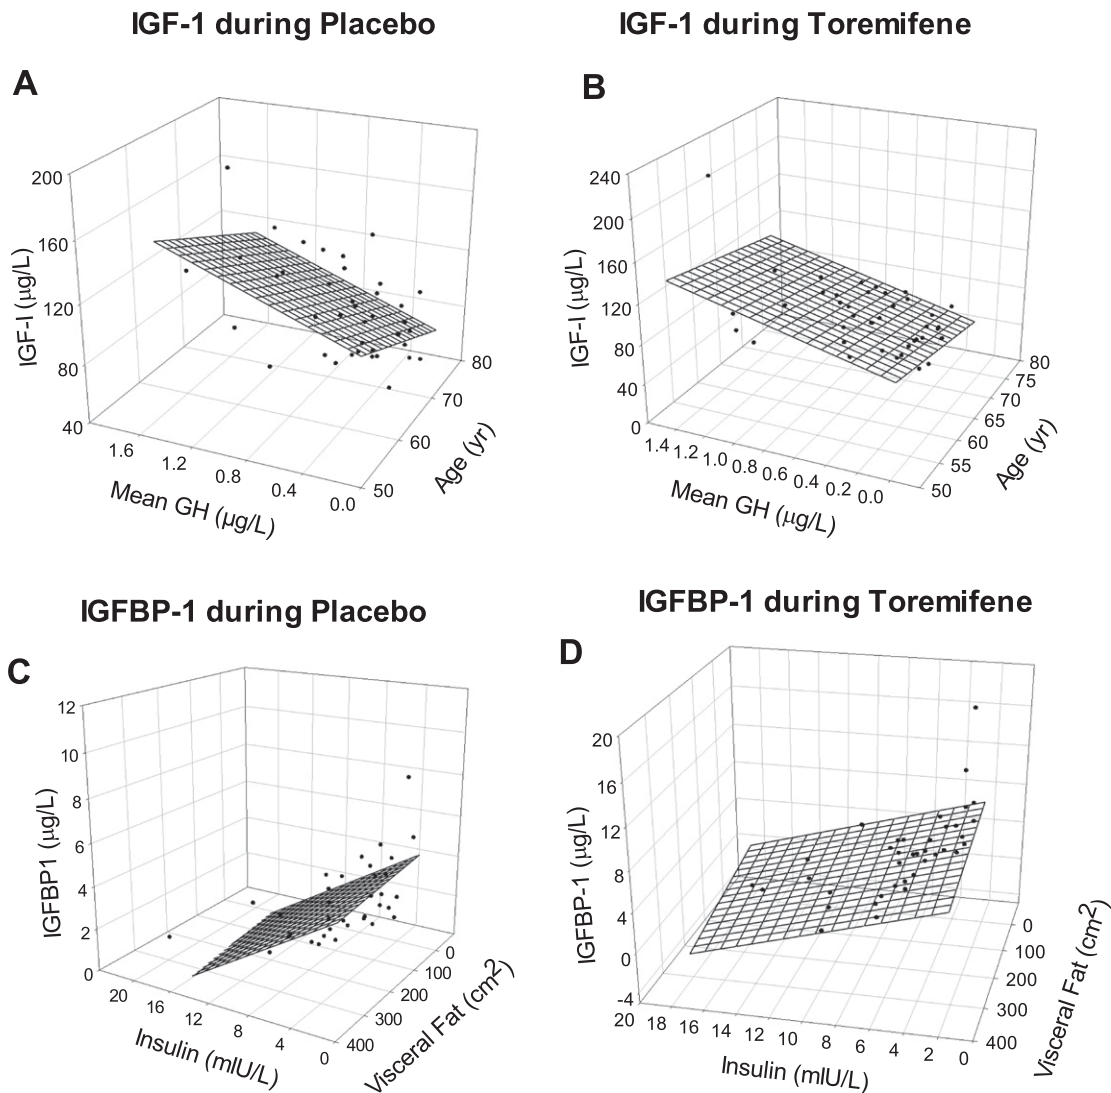 IGF-1 during Placebo
IGF-1 during Toremifene
A
200
160
120
80
40
IGF-I (µg/L)
1.6
1.2
0.8
0.4
0.0
Mean GH (µg/L)
50
60
70
80
Age (yr)
B
240
200
160
120
80
40
0
IGF-I (µg/L)
1.4 1.2 1.0 0.8 0.6 0.4 0.2 0.0
Mean GH (µg/L)
50
55
60
65
70
75
80
Age (yr)
IGFBP-1 during Placebo
IGFBP-1 during Toremifene
C
12
10
8
6
4
2
0
IGFBP1 (µg/L)
20
16
12
8
4
0
Insulin (mIU/L)
0
100
200
300
400
Visceral Fat (cm²)
D
20
16
12
8
4
0
-4
IGFBP-1 (µg/L)
20 18 16 14 12 10 8 6 4 2 0
Insulin (mIU/L)
0
100
200
300
400
Visceral Fat (cm²)